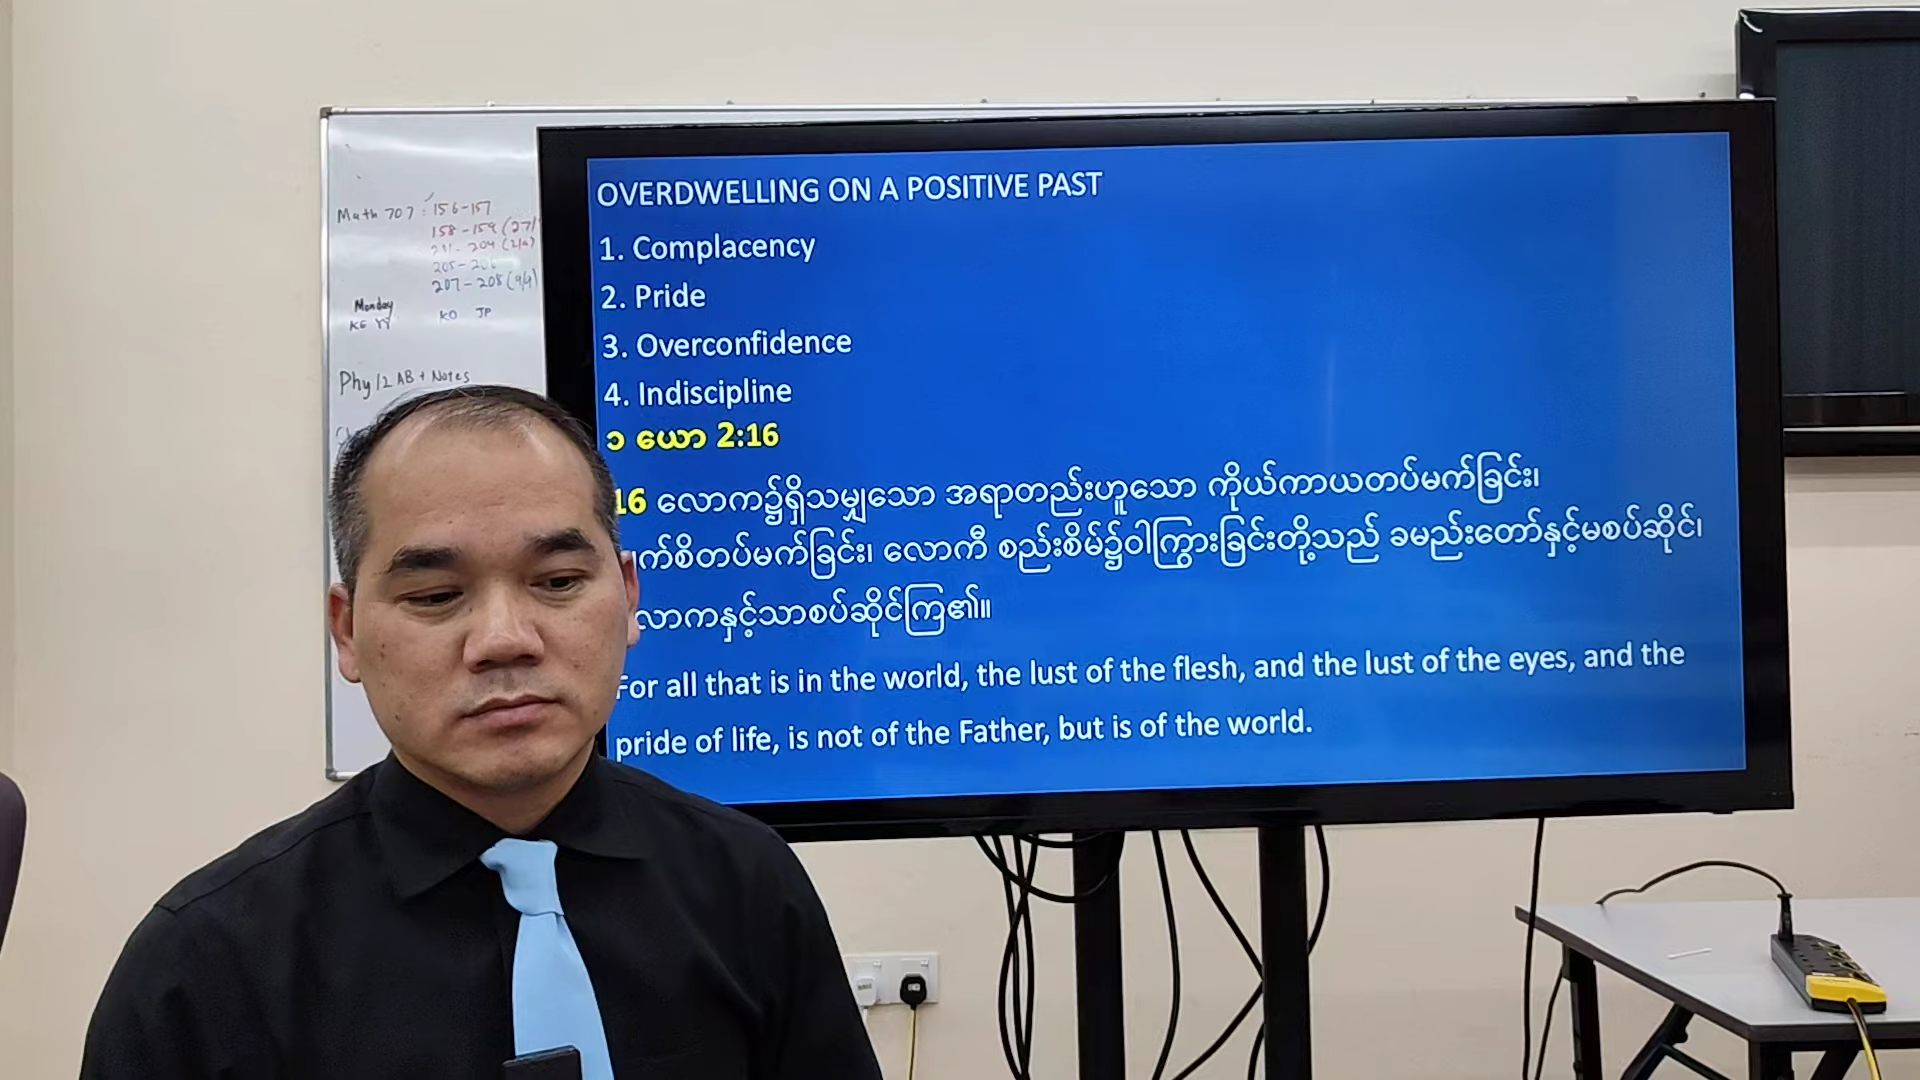 Math 707 : 156-157
158-159 (27/
205-206
207-208 (9/9)
Monday
KG YY KO JP
Phy 12 AB + Notes
OVERDWELLING ON A POSITIVE PAST
1. Complacency
2. Pride
3. Overconfidence
4. Indiscipline
၁ ယော 2:16
16 လောက၌ရှိသမျှသော အရာတည်းဟူသော ကိုယ်ကာယတပ်မက်ခြင်း၊
က်စိတပ်မက်ခြင်း၊ လောကီ စည်းစိမ်၌ဝါကြွားခြင်းတို့သည် ခမည်းတော်နှင့်မစပ်ဆိုင်၊
လောကနှင့်သာစပ်ဆိုင်ကြ၏။
For all that is in the world, the lust of the flesh, and the lust of the eyes, and the
pride of life, is not of the Father, but is of the world.